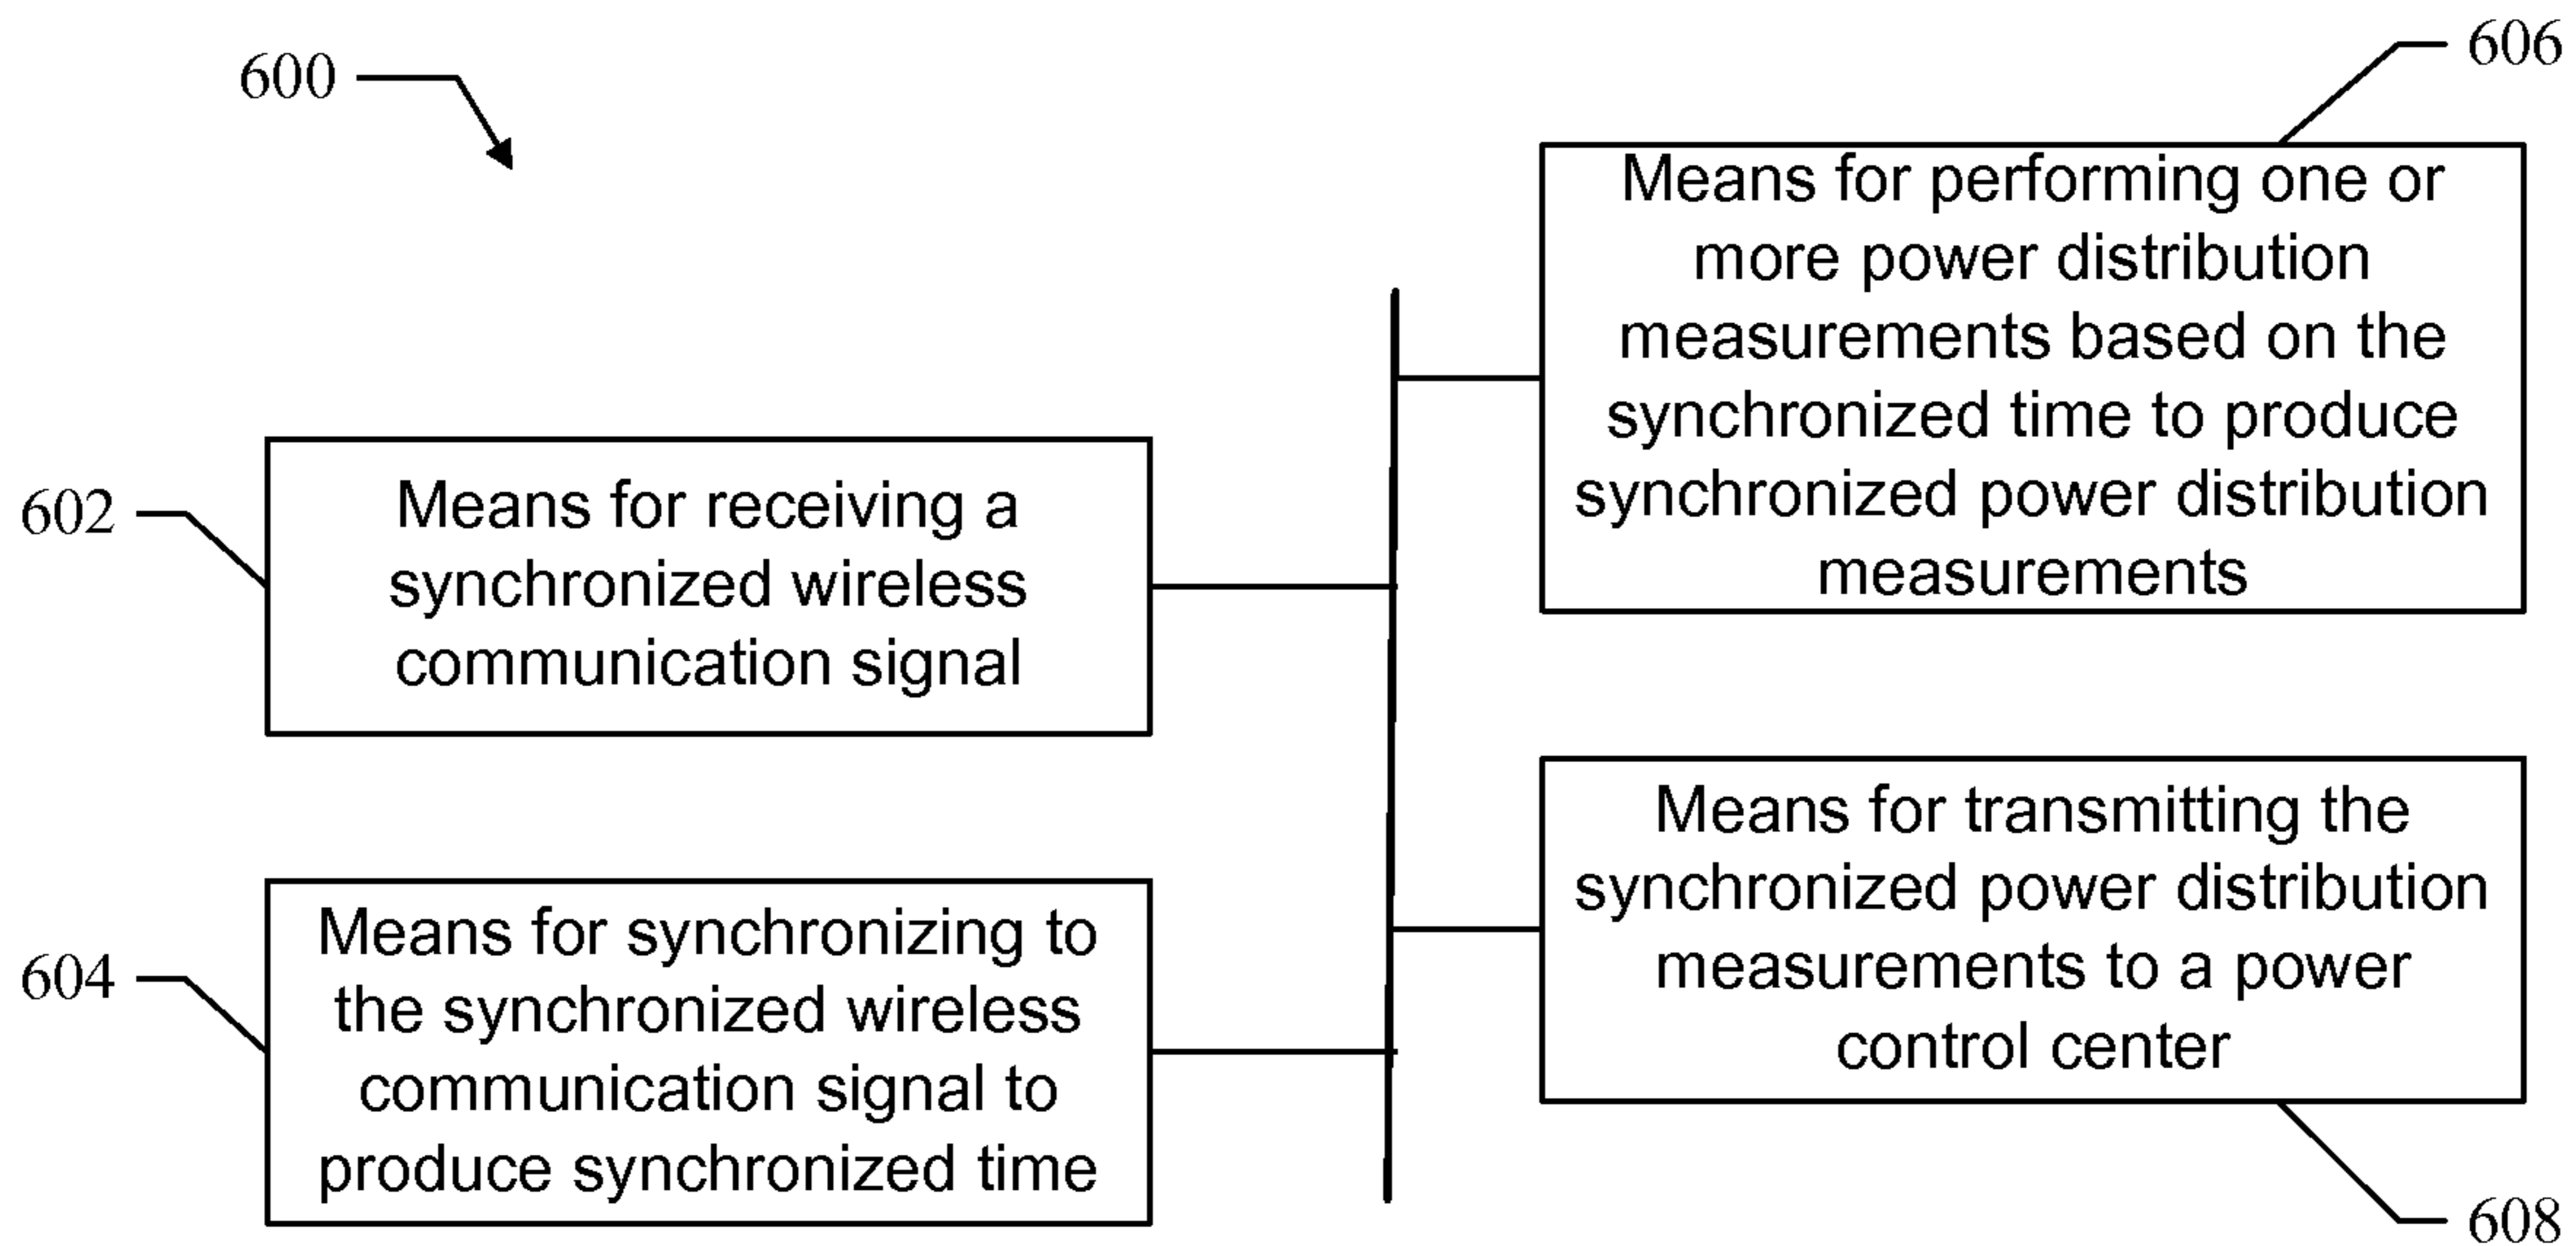 600
602
Means for receiving a
synchronized wireless
communication signal
604
Means for synchronizing to
the synchronized wireless
communication signal to
produce synchronized time
606
Means for performing one or
more power distribution
measurements based on the
synchronized time to produce
synchronized power distribution
measurements
Means for transmitting the
synchronized power distribution
measurements to a power
control center
608